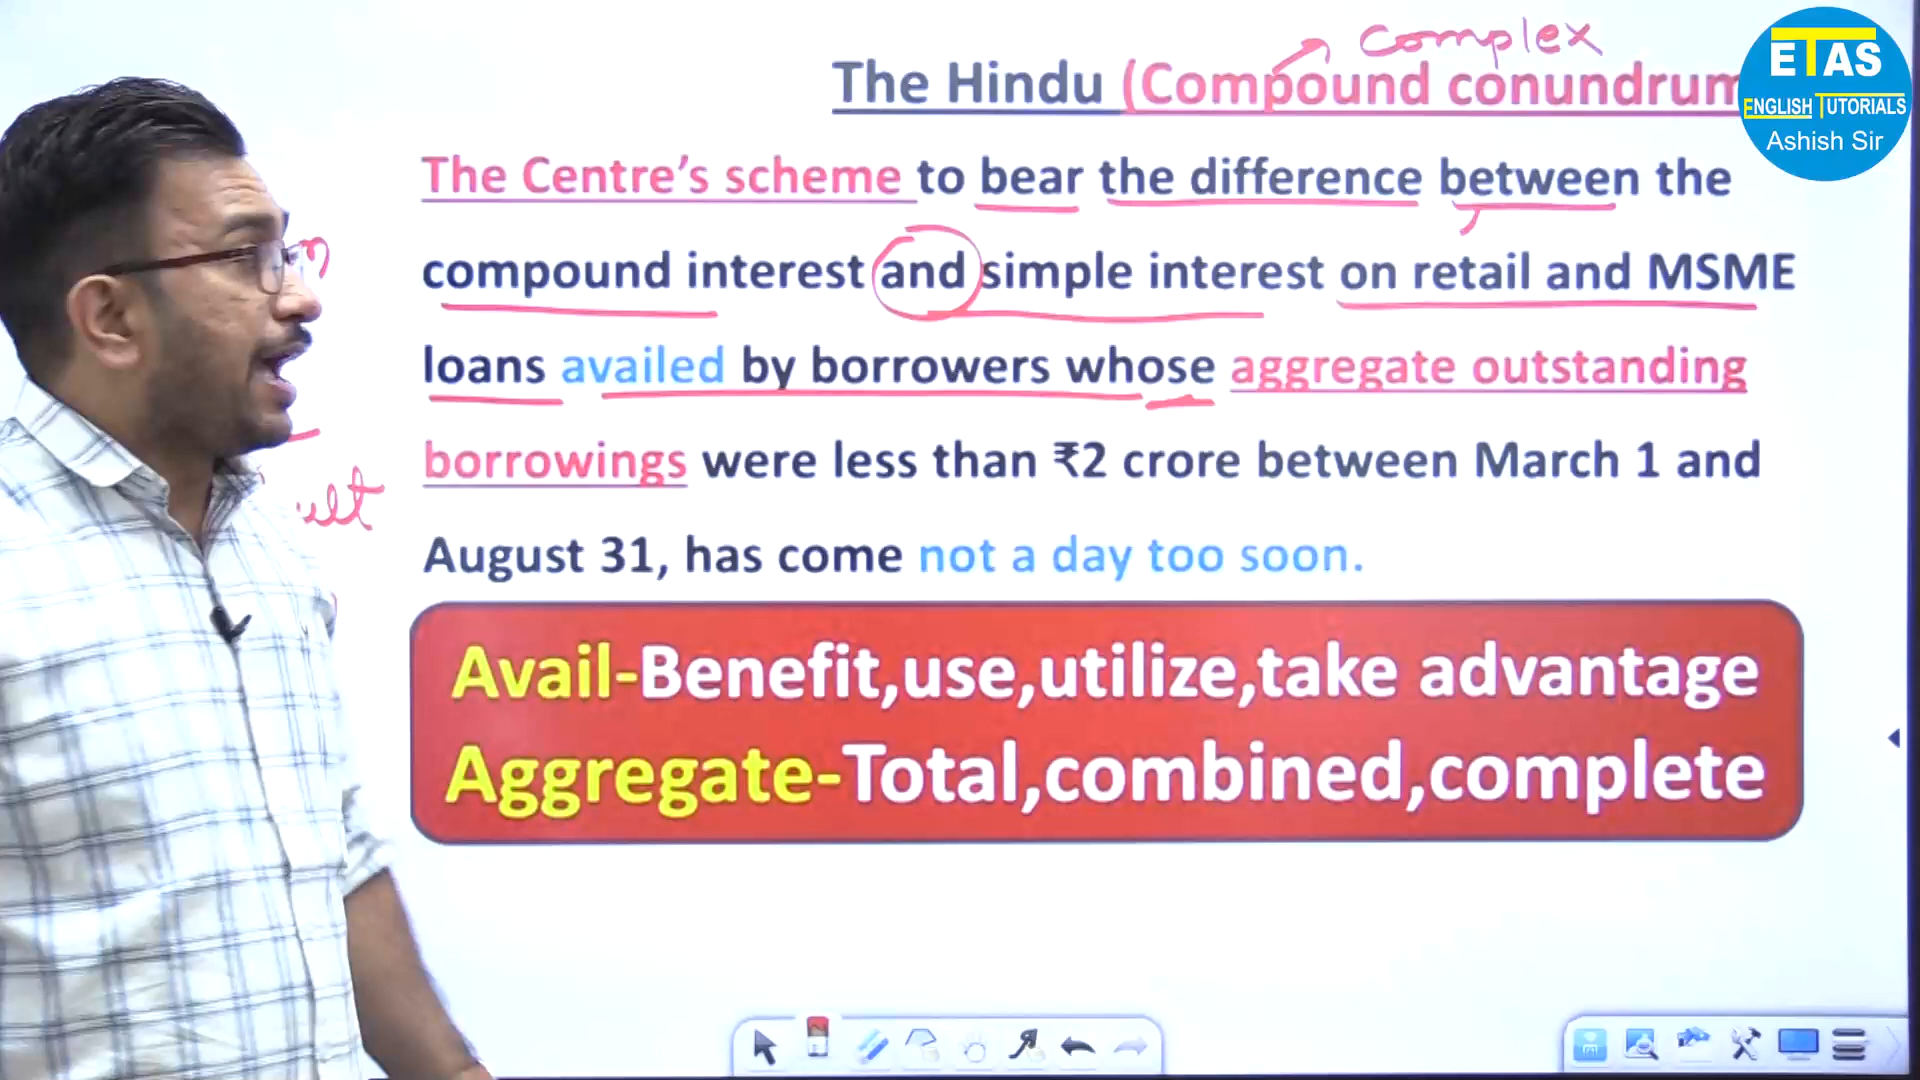 complex
The Hindu (Compound conundrum
ETAS
ENGLISH TUTORIALS
Ashish Sir
The Centre’s scheme to bear the difference between the
compound interest and simple interest on retail and MSME
loans availed by borrowers whose aggregate outstanding
borrowings were less than ₹2 crore between March 1 and
August 31, has come not a day too soon.
Avail-Benefit,use,utilize,take advantage
Aggregate-Total,combined,complete